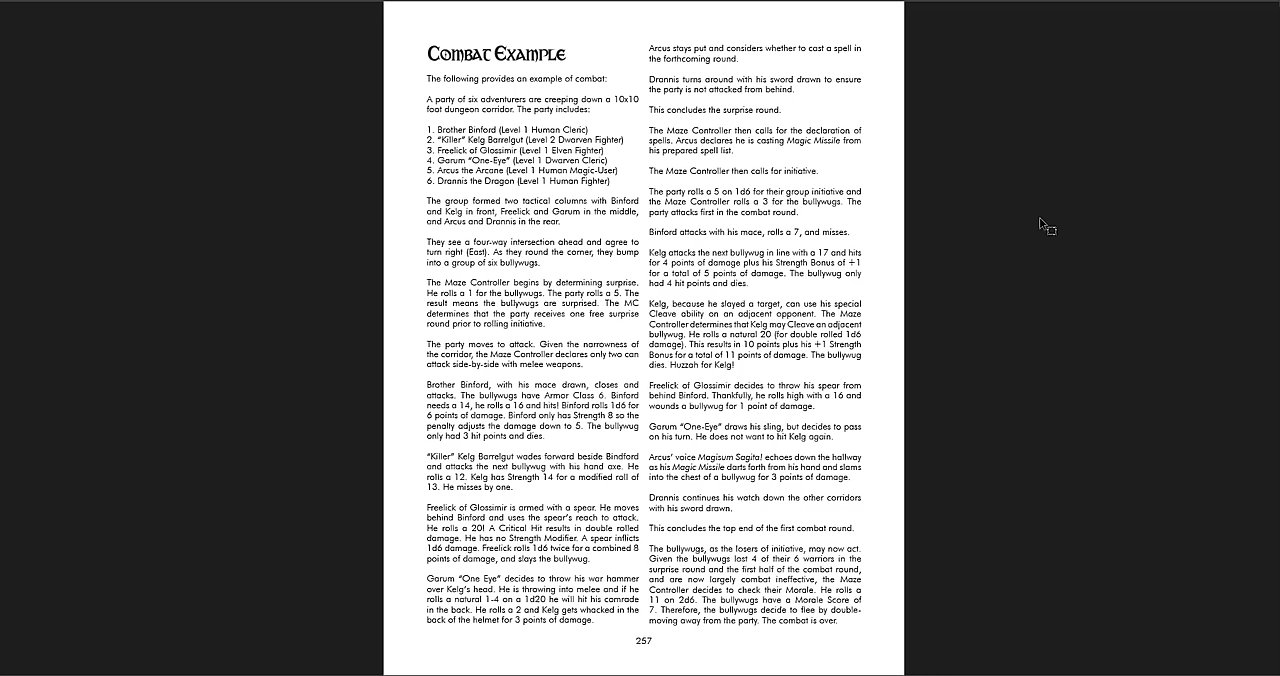 Combat Example
The following provides an example of combat:
A party of six adventurers are creeping down a 10x10
foot dungeon corridor. The party includes:
1. Brother Binford (Level 1 Human Cleric)
2. "Killer" Kelg Barrelgut (Level 2 Dwarven Fighter)
3. Freelick of Glossimir (Level 1 Elven Fighter)
4. Garum "One-Eye" (Level 1 Dwarven Cleric)
5. Arcus the Arcane (Level 1 Human Magic-User)
6. Drannis the Dragon (Level 1 Human Fighter)
The group formed two tactical columns with Binford
and Kelg in front, Freelick and Garum in the middle,
and Arcus and Drannis in the rear.
They see a four-way intersection ahead and agree to
turn right (East). As they round the corner, they bump
into a group of six bullywugs.
The Maze Controller begins by determining surprise.
He rolls a 1 for the bullywugs. The party rolls a 5. The
result means the bullywugs are surprised. The MC
determines that the party receives one free surprise
round prior to rolling initiative.
The party moves to attack. Given the narrowness of
the corridor, the Maze Controller declares only two can
attack side-by-side with melee weapons.
Brother Binford, with his mace drawn, closes and
attacks. The bullywugs have Armor Class 6. Binford
needs a 14, he rolls a 16 and hits! Binford rolls 1d6 for
6 points of damage. Binford only has Strength 8 so the
penalty adjusts the damage down to 5. The bullywug
only had 3 hit points and dies.
"Killer" Kelg Barrelgut wades forward beside Bindford
and attacks the next bullywug with his hand axe. He
rolls a 12. Kelg has Strength 14 for a modified roll of
13. He misses by one.
Freelick of Glossimir is armed with a spear. He moves
behind Binford and uses the spear's reach to attack.
He rolls a 20! A Critical Hit results in double rolled
damage. He has no Strength Modifier. A spear inflicts
1d6 damage. Freelick rolls 1d6 twice for a combined 8
points of damage, and slays the bullywug.
Garum "One Eye" decides to throw his war hammer
over Kelg's head. He is throwing into melee and if he
rolls a natural 1-4 on a 1d20 he will hit his comrade
in the back. He rolls a 2 and Kelg gets whacked in the
back of the helmet for 3 points of damage.
Arcus stays put and considers whether to cast a spell in
the forthcoming round.
Drannis turns around with his sword drawn to ensure
the party is not attacked from behind.
This concludes the surprise round.
The Maze Controller then calls for the declaration of
spells. Arcus declares he is casting Magic Missile from
his prepared spell list.
The Maze Controller then calls for initiative.
The party rolls a 5 on 1d6 for their group initiative and
the Maze Controller rolls a 3 for the bullywugs. The
party attacks first in the combat round.
Binford attacks with his mace, rolls a 7, and misses.
Kelg attacks the next bullywug in line with a 17 and hits
for 4 points of damage plus his Strength Bonus of +1
for a total of 5 points of damage. The bullywug only
had 4 hit points and dies.
Kelg, because he slayed a target, can use his special
Cleave ability on an adjacent opponent. The Maze
Controller determines that Kelg may Cleave an adjacent
bullywug. He rolls a natural 20 (for double rolled 1d6
damage). This results in 10 points plus his +1 Strength
Bonus for a total of 11 points of damage. The bullywug
dies. Huzzah for Kelg!
Freelick of Glossimir decides to throw his spear from
behind Binford. Thankfully, he rolls high with a 16 and
wounds a bullywug for 1 point of damage.
Garum "One-Eye" draws his sling, but decides to pass
on his turn. He does not want to hit Kelg again.
Arcus' voice Magisum Sagita! echoes down the hallway
as his Magic Missile darts forth from his hand and slams
into the chest of a bullywug for 3 points of damage.
Drannis continues his watch down the other corridors
with his sword drawn.
This concludes the top end of the first combat round.
The bullywugs, as the losers of initiative, may now act.
Given the bullywugs lost 4 of their 6 warriors in the
surprise round and the first half of the combat round,
and are now largely combat ineffective, the Maze
Controller decides to check their Morale. He rolls a
11 on 2d6. The bullywugs have a Morale Score of
7. Therefore, the bullywugs decide to flee by double-
moving away from the party. The combat is over.
257